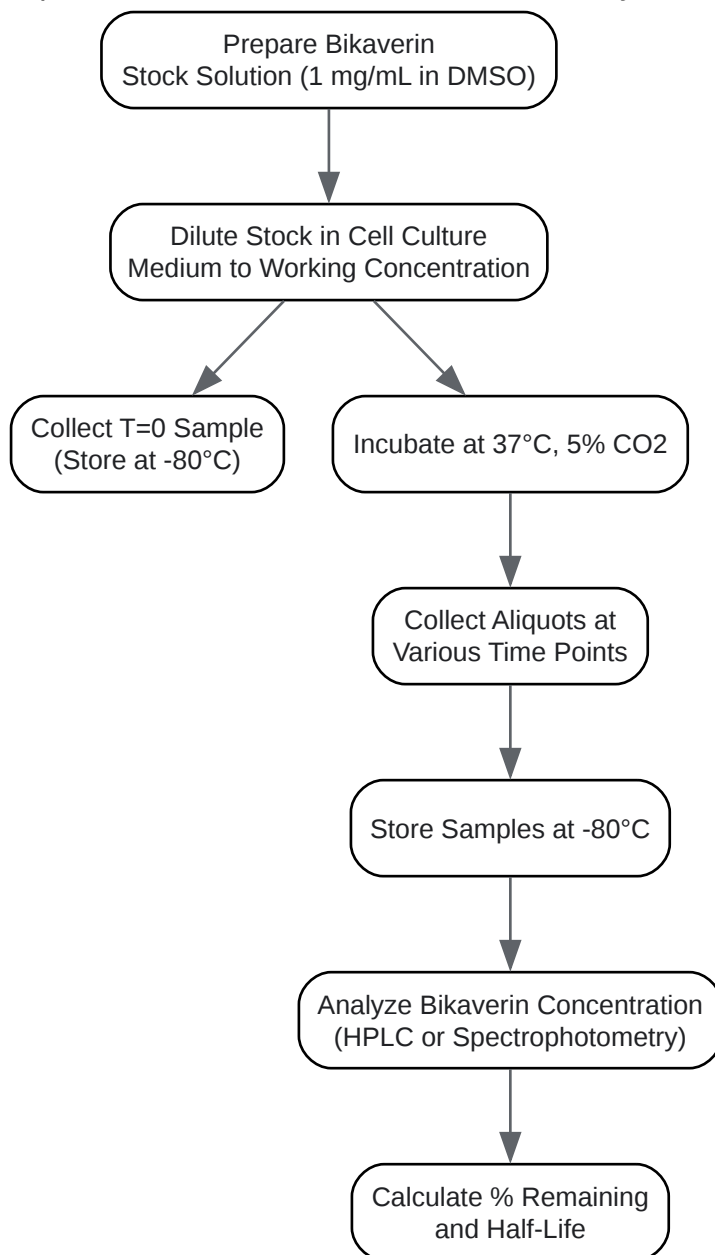 Prepare Bikaverin
Stock Solution (1 mg/mL in DMSO)
Dilute Stock in Cell Culture
Medium to Working Concentration
Collect T=0 Sample
(Store at -80°C)
Incubate at 37°C, 5% CO2
Collect Aliquots at
Various Time Points
Store Samples at -80°C
Analyze Bikaverin Concentration
(HPLC or Spectrophotometry)
Calculate % Remaining
and Half-Life